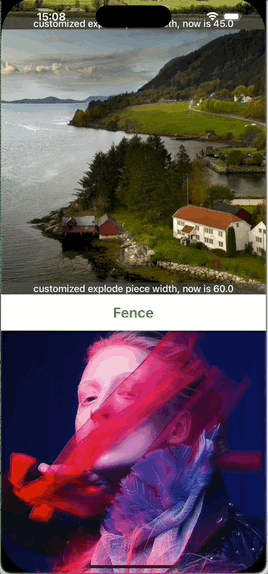 15:08
customized explode piece width, now is 45.0
customized explode piece width, now is 60.0
Fence